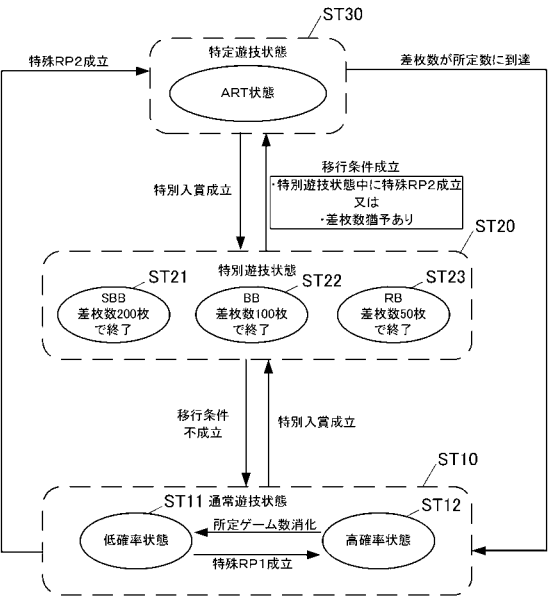 ST30
特殊RP2成立
特定遊技状態
差枚数が所定数に到達
ART状態
特別入賞成立
移行条件成立
・特別遊技状態中に特殊RP2成立
又は
・差枚数猶予あり
ST20
特別遊技状態
ST21
ST22
ST23
SBB
差枚数200枚
で終了
BB
差枚数100枚
で終了
RB
差枚数50枚
で終了
移行条件
不成立
特別入賞成立
ST10
通常遊技状態
ST11
ST12
低確率状態
所定ゲーム数消化
高確率状態
特殊RP1成立